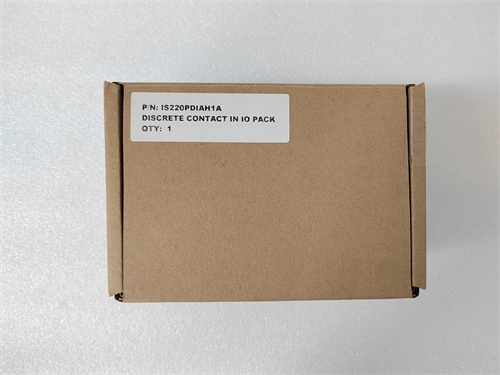 P/N: IS220PDIAH1A
DISCRETE CONTACT IN IO PACK
QTY: 1